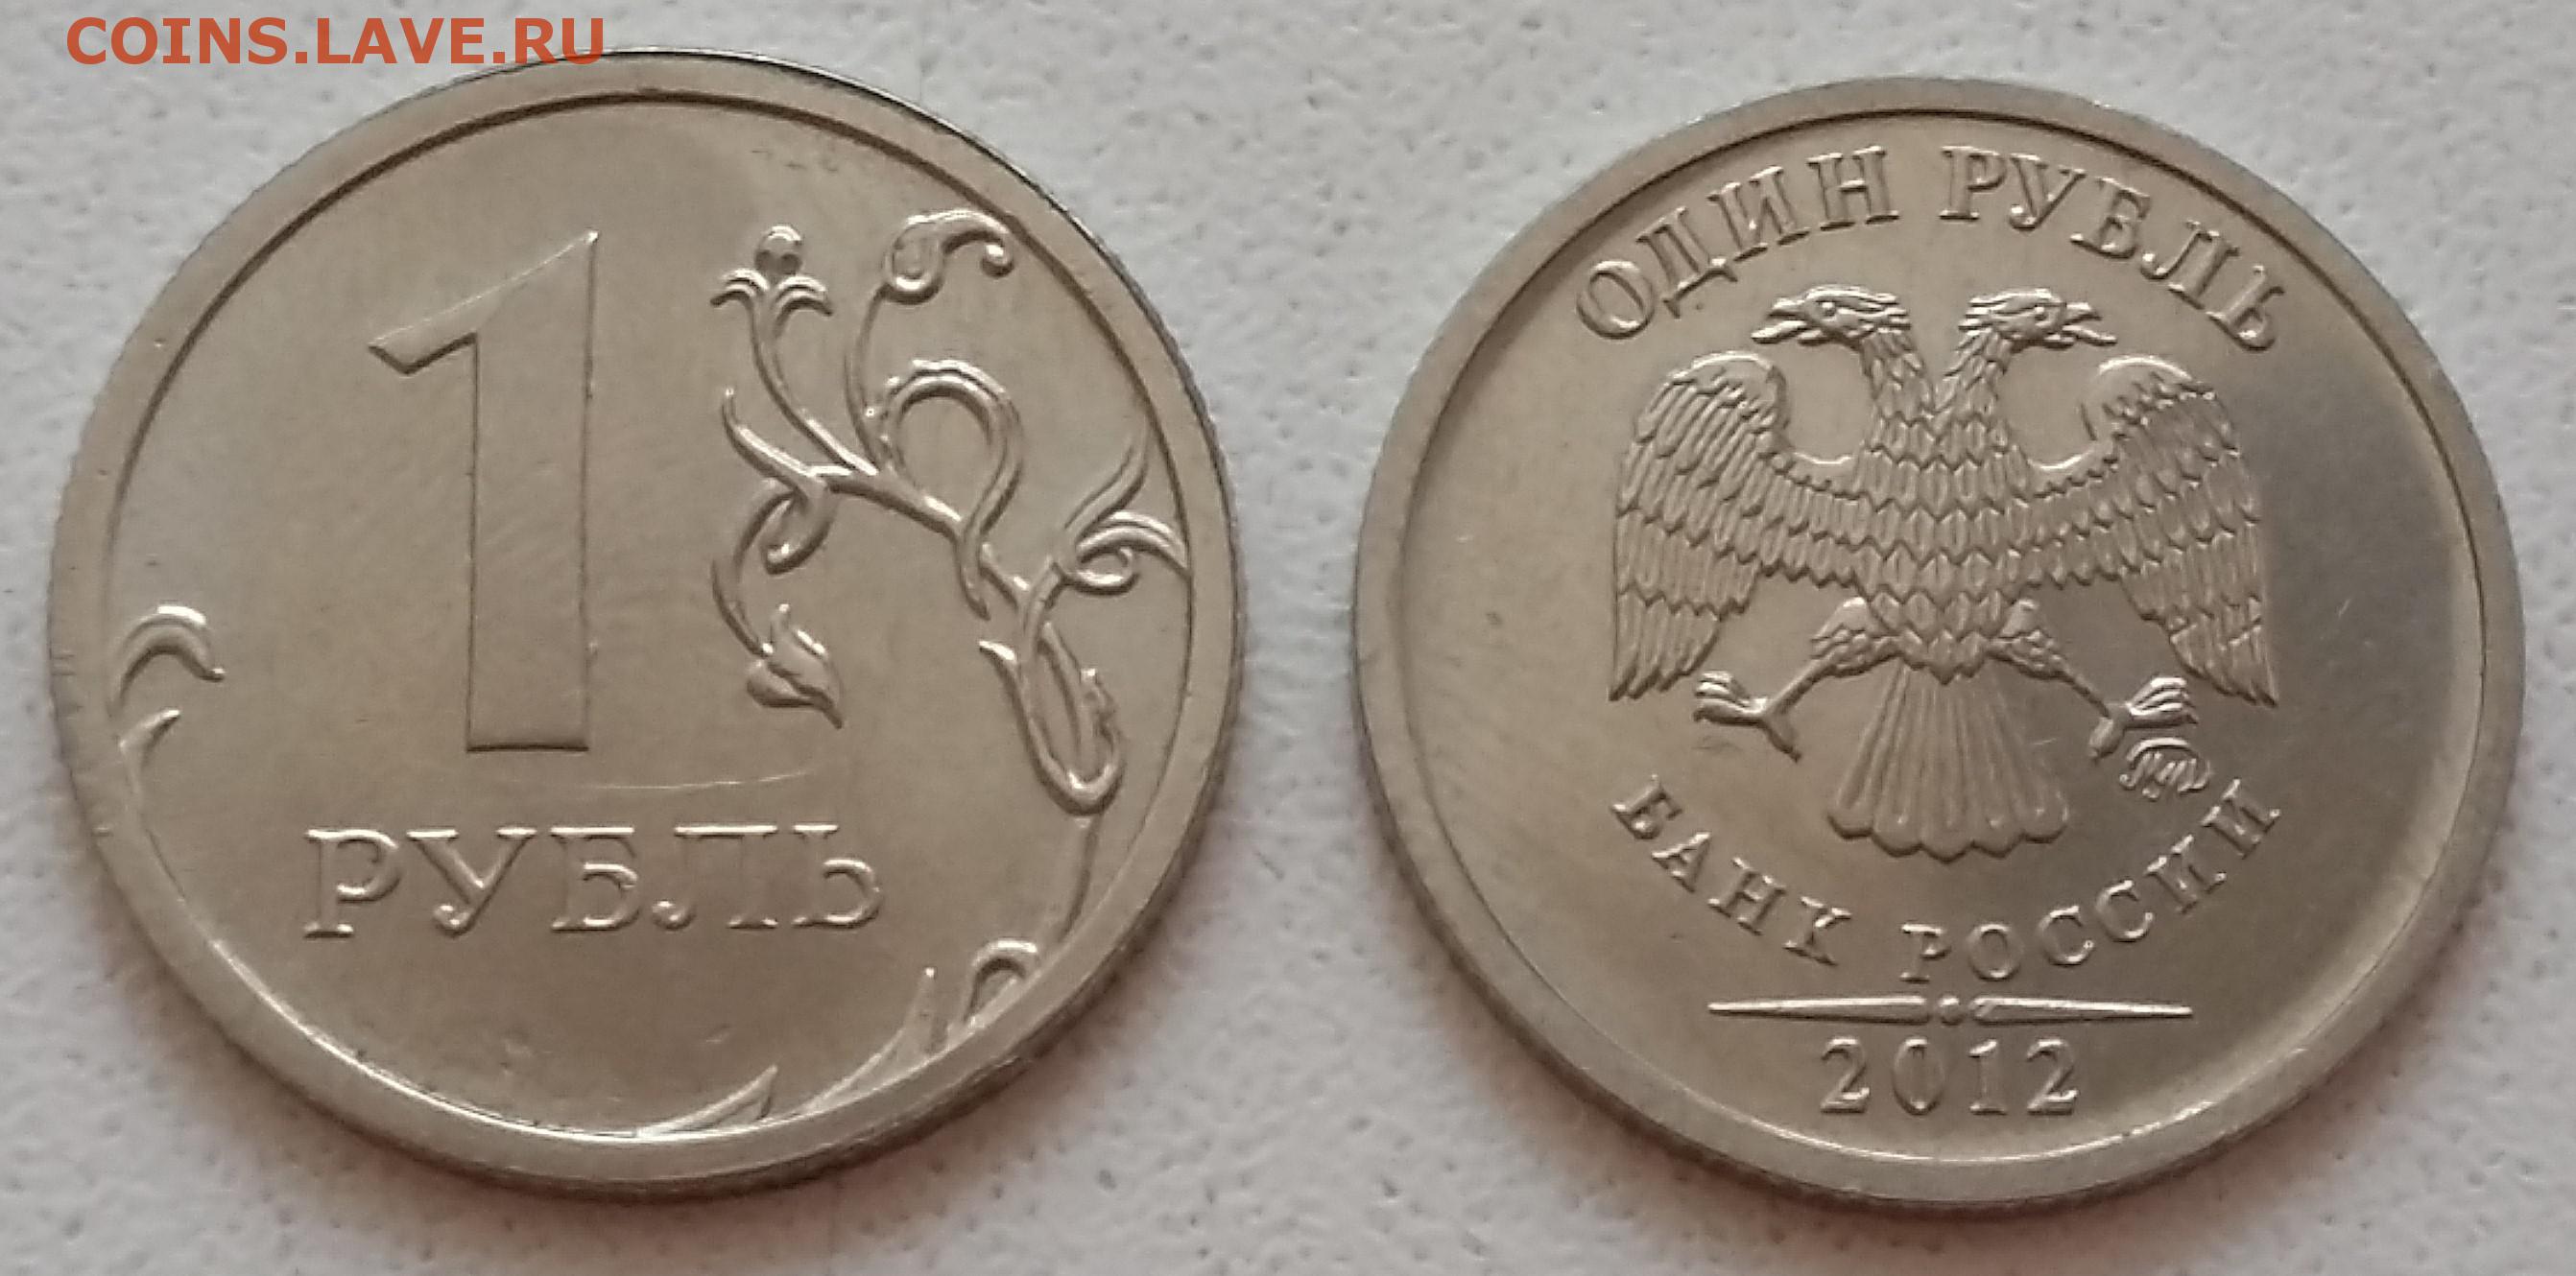 COINS.LAVE.RU
1
РУБЛЬ
ОДИН РУБЛЬ
БАНК РОССИИ
2012